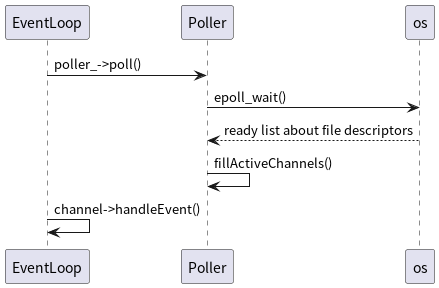 EventLoop Poller os
poller_->poll()
epoll_wait()
ready list about file descriptors
fillActiveChannels()
channel->handleEvent()
EventLoop Poller os